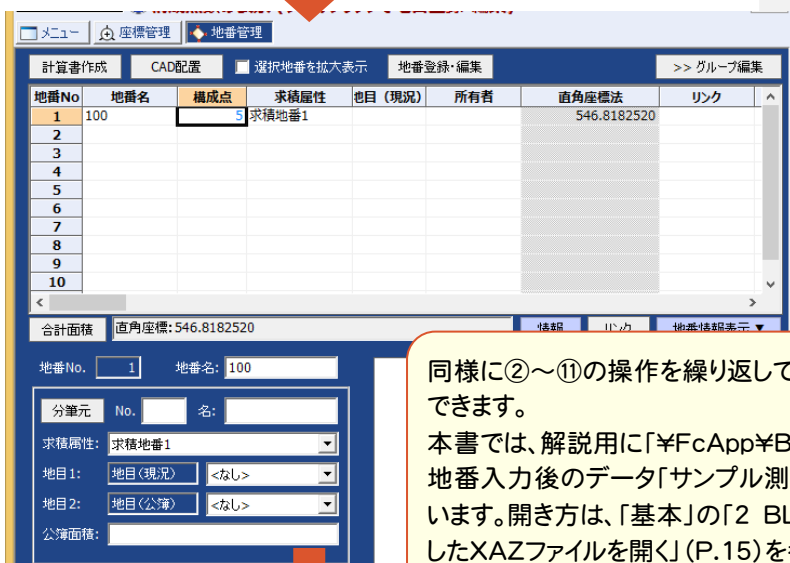 メニュー 座標管理 地番管理
計算書作成 CAD配置 選択地番を拡大表示 地番登録・編集 >> グループ編集
地番No 地番名 構成点 求積属性 地目（現況） 所有者 直角座標法 リンク
1 100 5 求積地番1 546.8182520
2
3
4
5
6
7
8
9
10
合計面積 直角座標:546.8182520 情報 リンク 地番情報表示▼
地番No. 1 地番名: 100
分筆元 No. 名:
求積属性: 求積地番1
地目1: 地目（現況） <なし>
地目2: 地目（公簿） <なし>
公簿面積:
同様に②～⑪の操作を繰り返して
できます。
本書では、解説用に「¥FcApp¥B
地番入力後のデータ「サンプル測
います。開き方は、「基本」の「2 BL
したXAZファイルを開く」（P.15）を